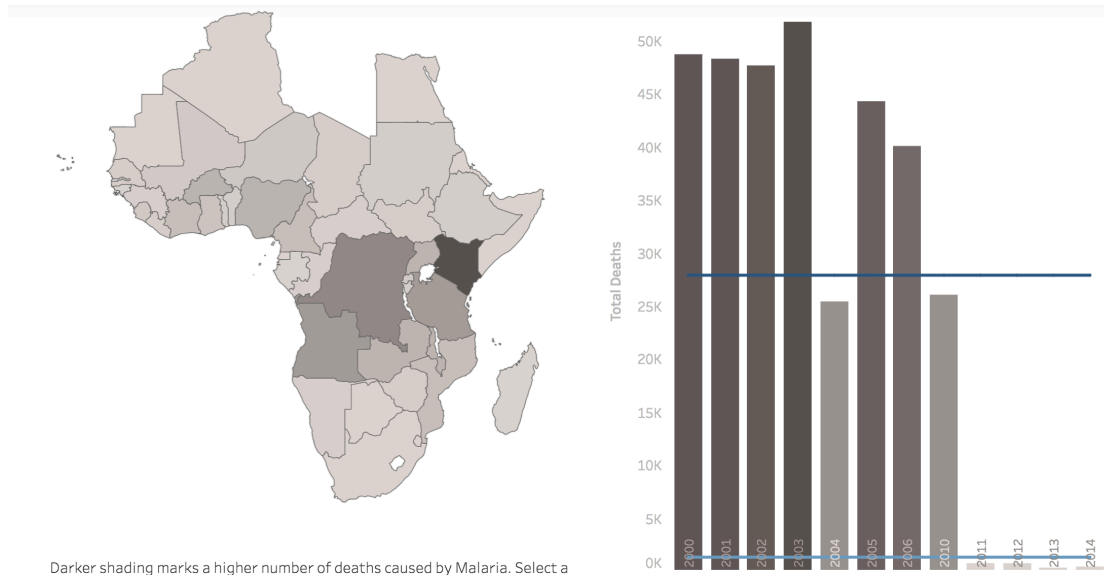 50K
45K
40K
35K
30K
25K
20K
15K
10K
5K
0K
Total Deaths
2000
2001
2002
2003
2004
2005
2006
2010
2011
2012
2013
2014
Darker shading marks a higher number of deaths caused by Malaria. Select a